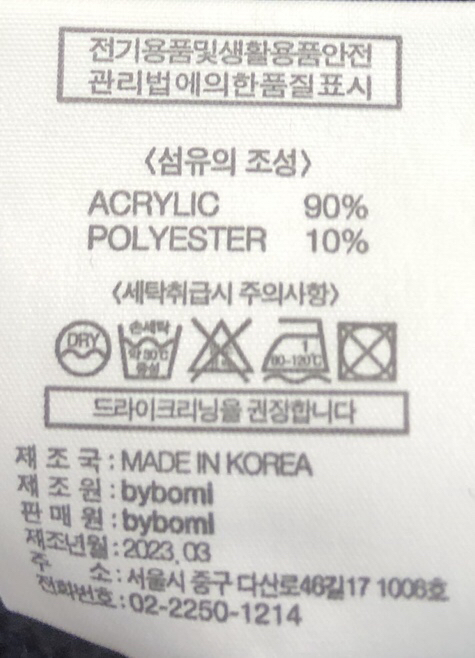 전기용품및생활용품안전
관리법에의한품질표시
〈섬유의 조성〉
ACRYLIC 90%
POLYESTER 10%
〈세탁취급시 주의사항〉
DRY
손세탁
약30℃
중성
1
80-120℃
드라이크리닝을 권장합니다
제 조 국 : MADE IN KOREA
제 조 원 : bybomi
판 매 원 : bybomi
제조년월 : 2023. 03
주 소 : 서울시 중구 다산로46길17 1006호
전화번호 : 02-2250-1214